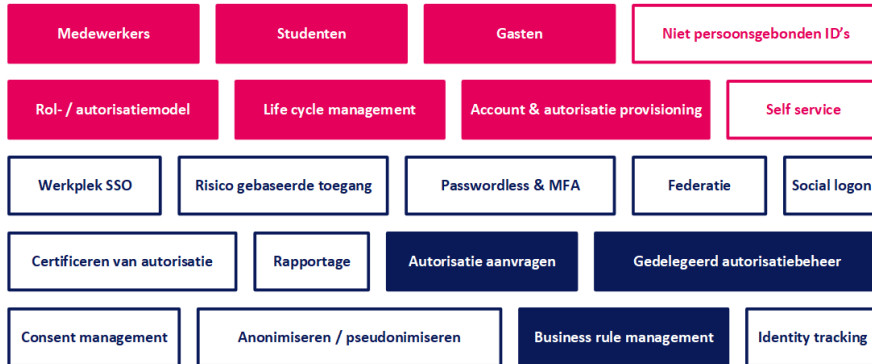 Medewerkers Studenten Gasten Niet persoonsgebonden ID's
Rol- / autorisatiemodel Life cycle management Account & autorisatie provisioning Self service
Werkplek SSO Risico gebaseerde toegang Passwordless & MFA Federatie Social logon
Certificeren van autorisatie Rapportage Autorisatie aanvragen Gedelegeerd autorisatiebeheer
Consent management Anonimiseren / pseudonimiseren Business rule management Identity tracking